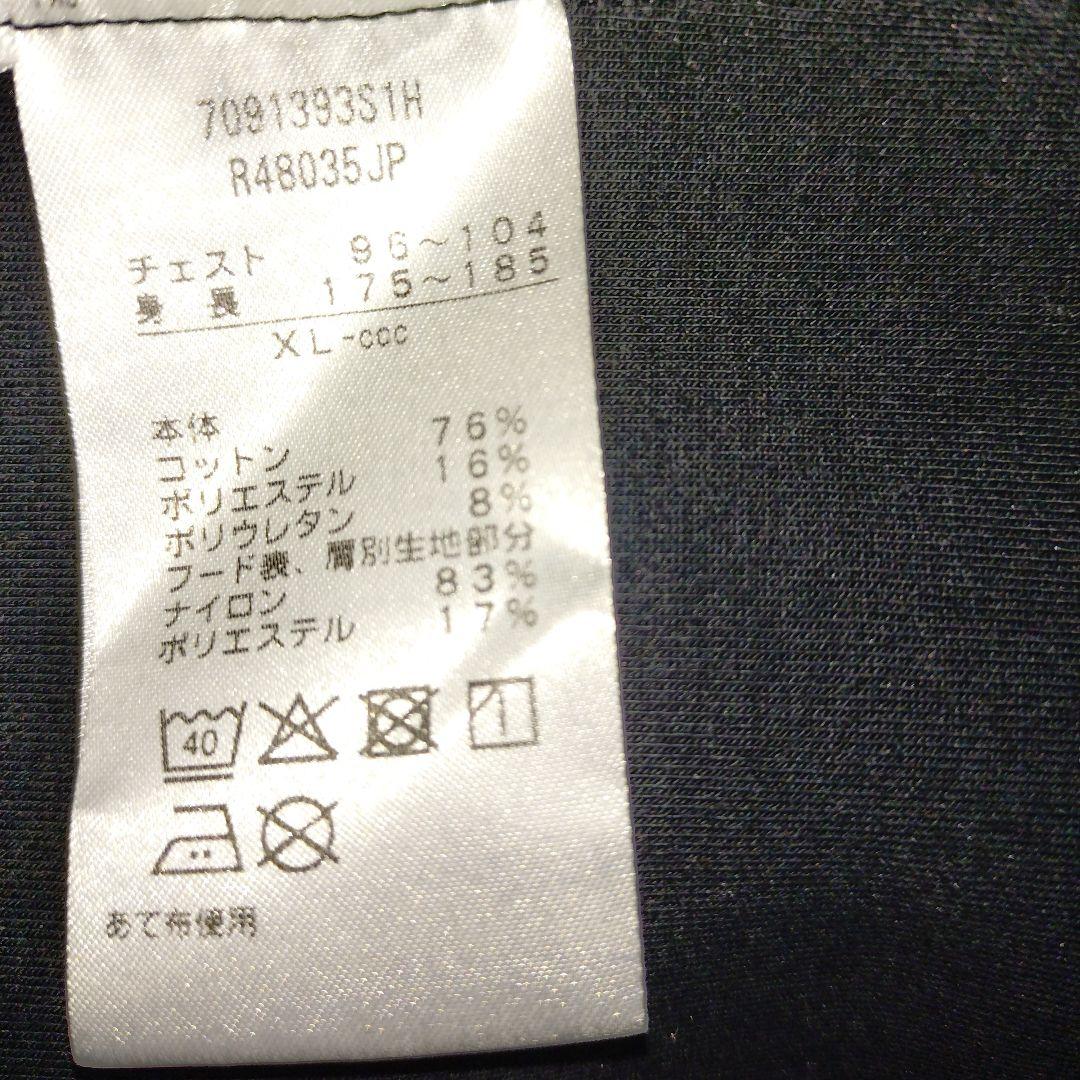 7091393S1H
R48035JP
チェスト 96~104
身長 175~185
XL-ccc
本体
コットン 76%
ポリエステル 16%
ポリウレタン 8%
フード表、肩別生地部分
ナイロン 83%
ポリエステル 17%
40
あて布使用